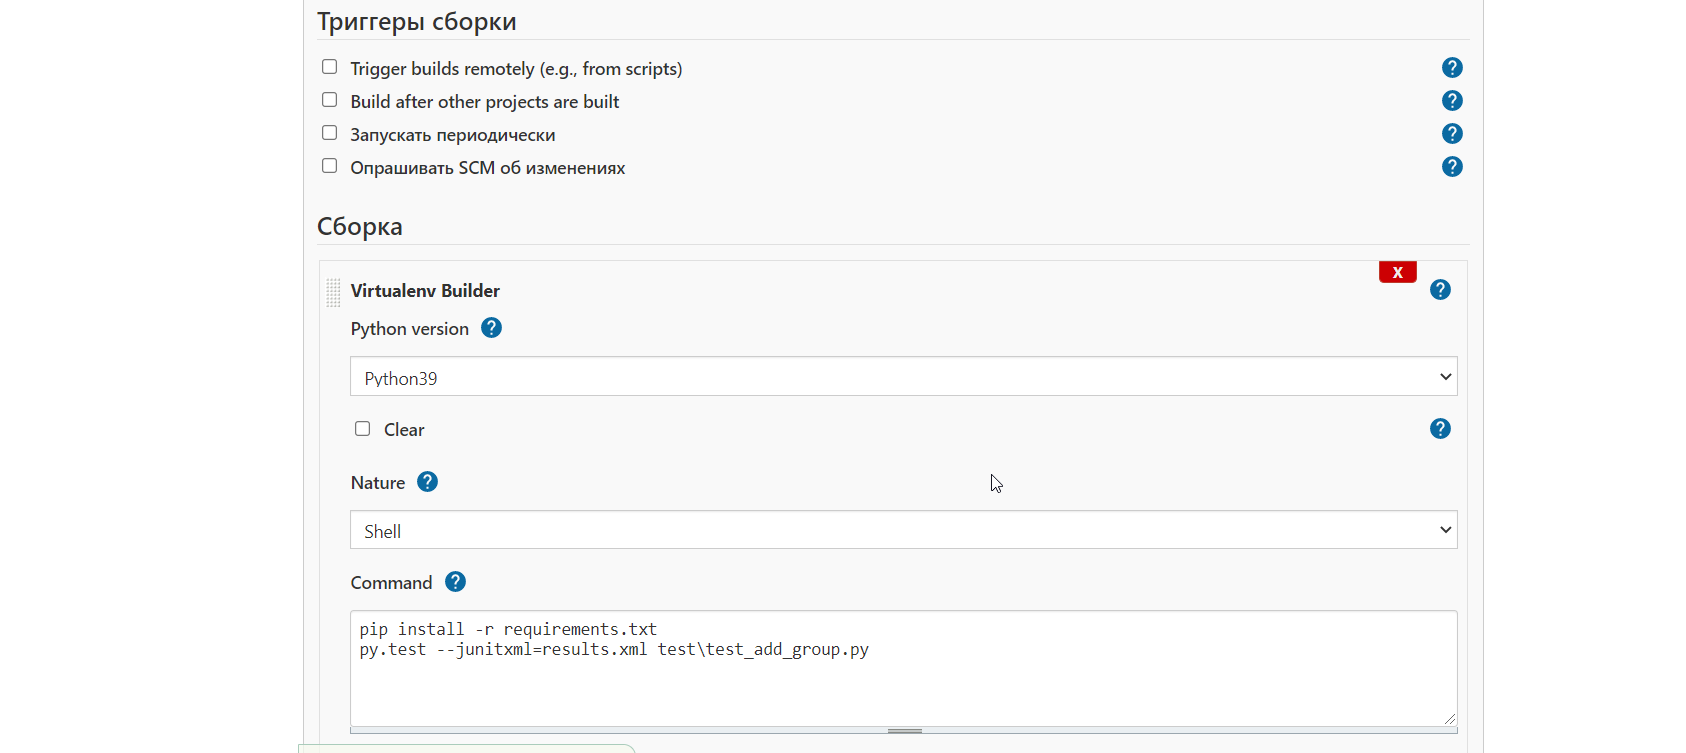 Триггеры сборки
Trigger builds remotely (e.g., from scripts) ?
Build after other projects are built ?
Запускать периодически ?
Опрашивать SCM об изменениях ?
Сборка
X
Virtualenv Builder ?
Python version ?
Python39
Clear ?
Nature ?
Shell
Command ?
pip install -r requirements.txt
py.test --junitxml=results.xml test\test_add_group.py